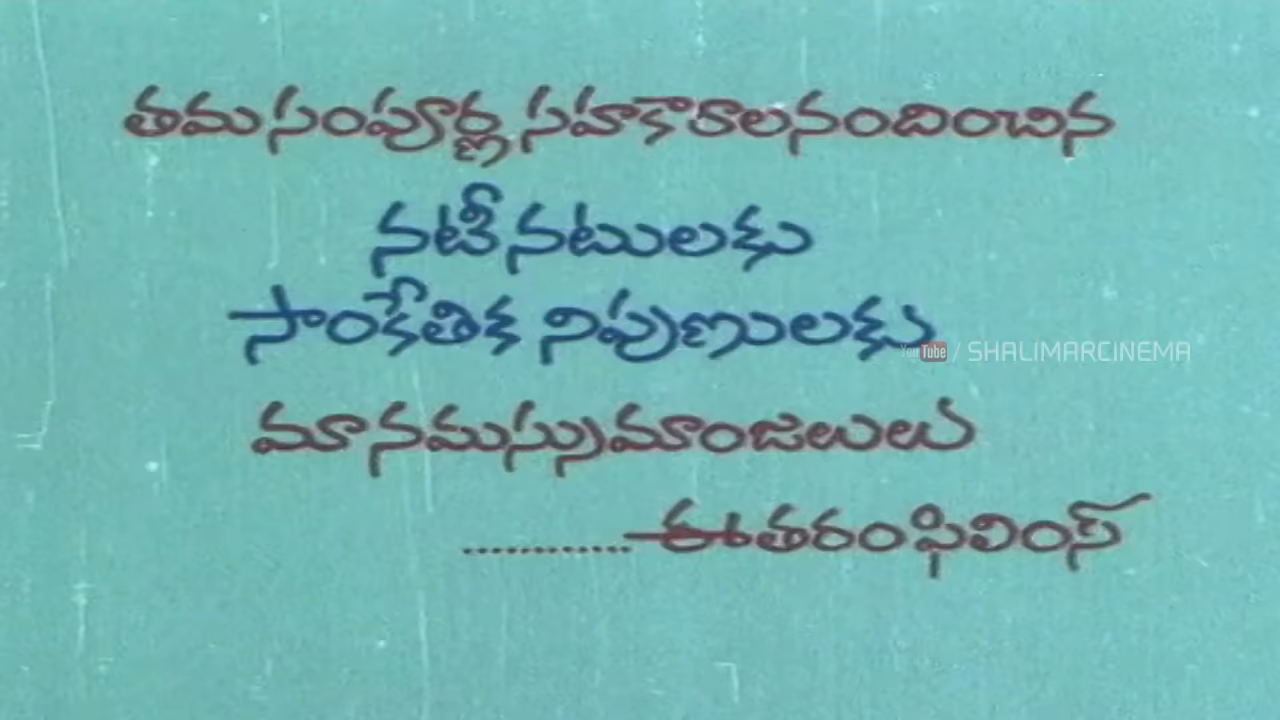 తమ సంపూర్ణ సహకారాలనందించిన
నటీనటులకు
సాంకేతిక నిపుణులకు
YouTube / SHALIMARCINEMA
మా నమస్సుమాంజలులు
...........ఈతరం ఫిలింస్